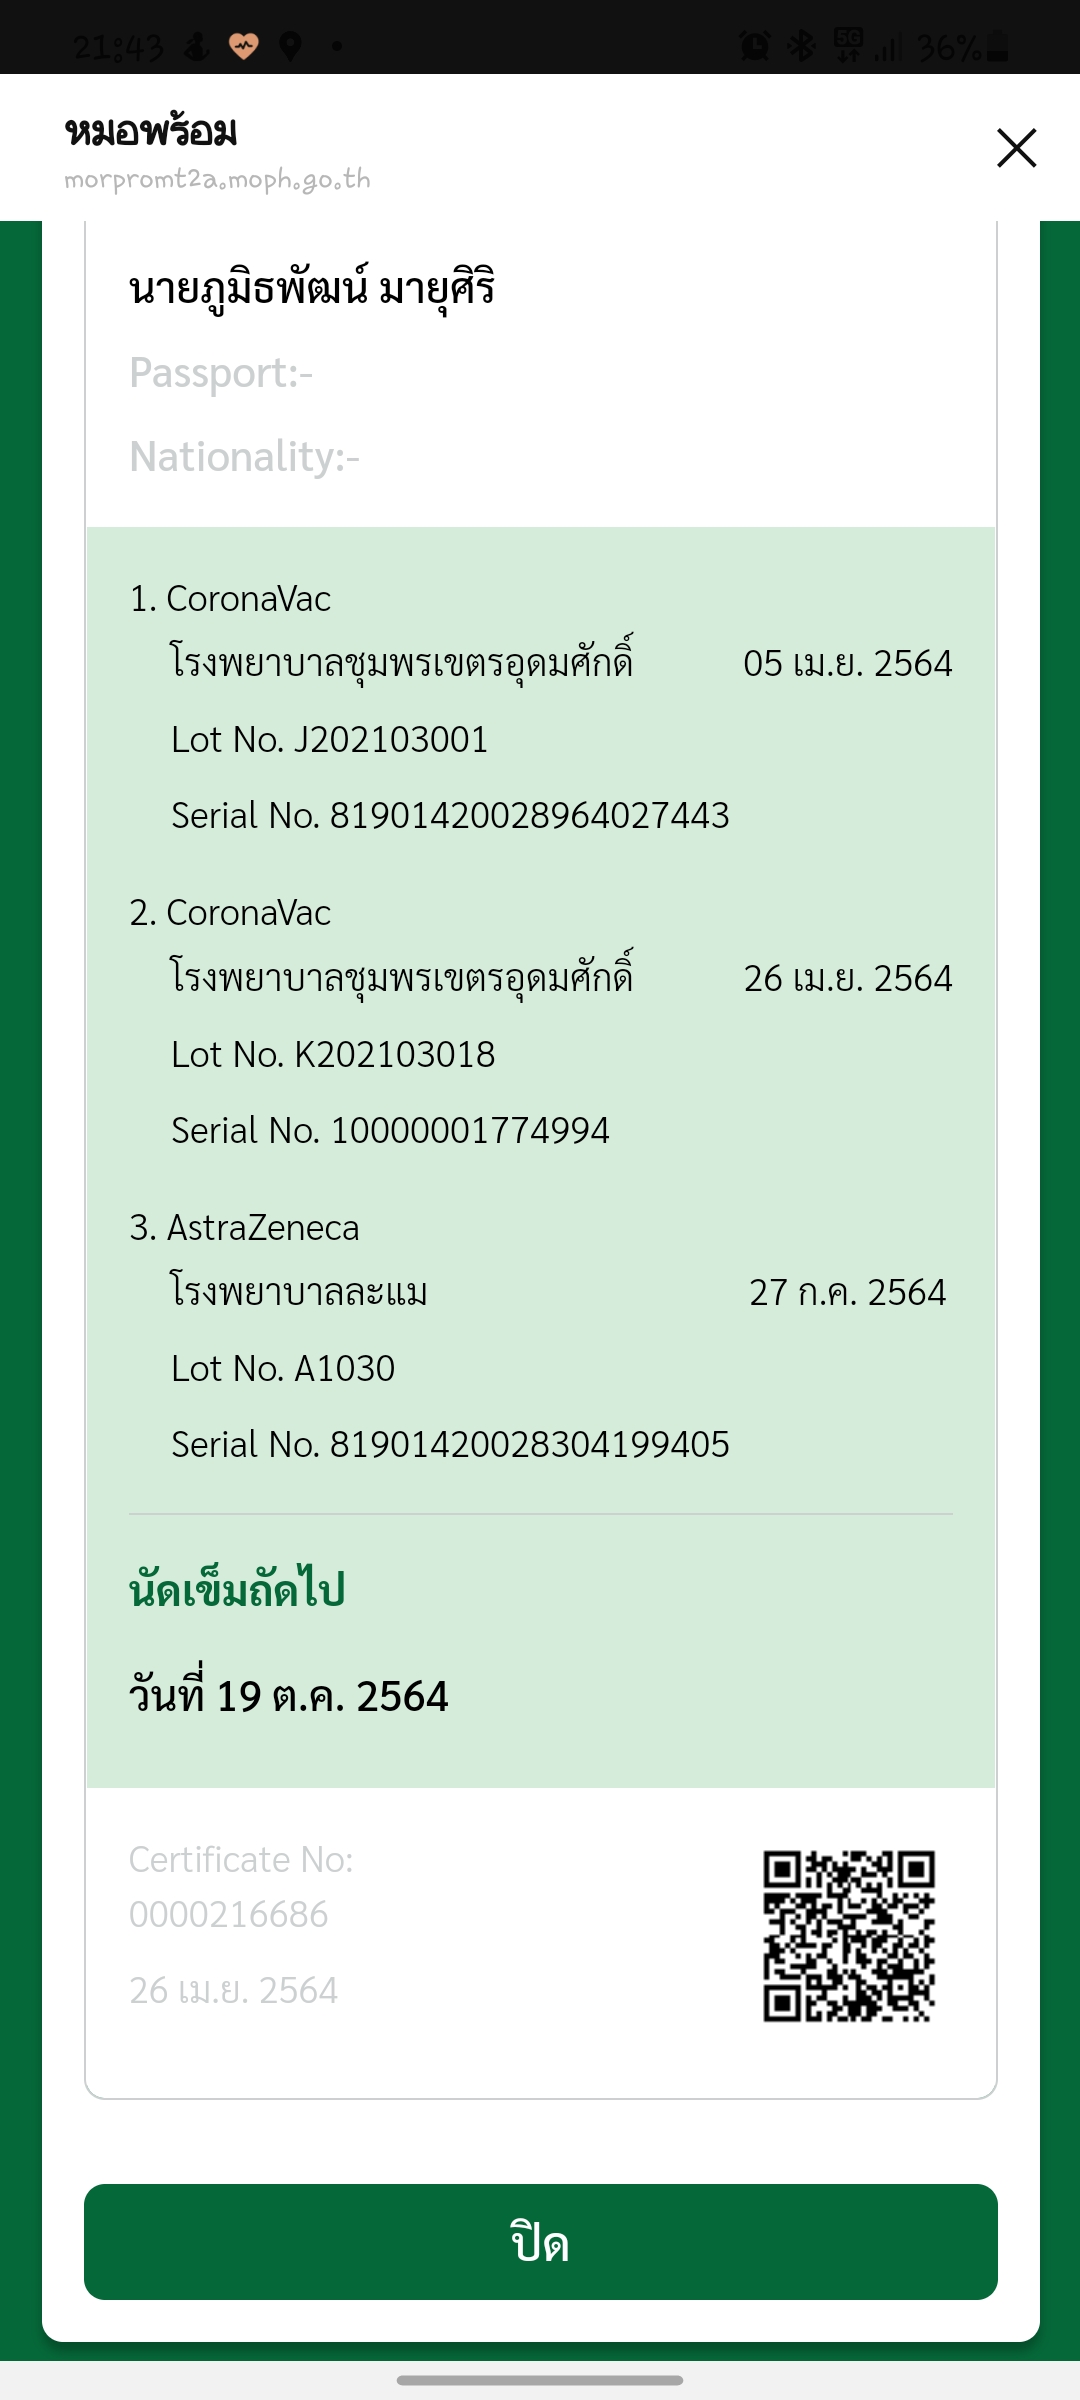 21:43
5G
36%
หมอพร้อม
morpromt2a.moph.go.th
นายภูมิธพัฒน์ มายุศิริ
Passport:-
Nationality:-
1. CoronaVac
โรงพยาบาลชุมพรเขตรอุดมศักดิ์ 05 เม.ย. 2564
Lot No. J202103001
Serial No. 81901420028964027443
2. CoronaVac
โรงพยาบาลชุมพรเขตรอุดมศักดิ์ 26 เม.ย. 2564
Lot No. K202103018
Serial No. 10000001774994
3. AstraZeneca
โรงพยาบาลละแม 27 ก.ค. 2564
Lot No. A1030
Serial No. 81901420028304199405
นัดเข็มถัดไป
วันที่ 19 ต.ค. 2564
Certificate No:
0000216686
26 เม.ย. 2564
ปิด